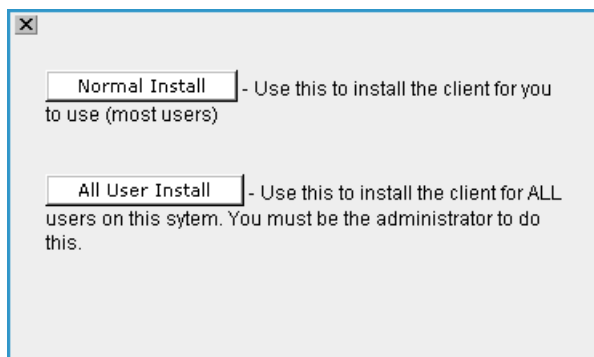 Normal Install - Use this to install the client for you
to use (most users)
All User Install - Use this to install the client for ALL
users on this sytem. You must be the administrator to do
this.